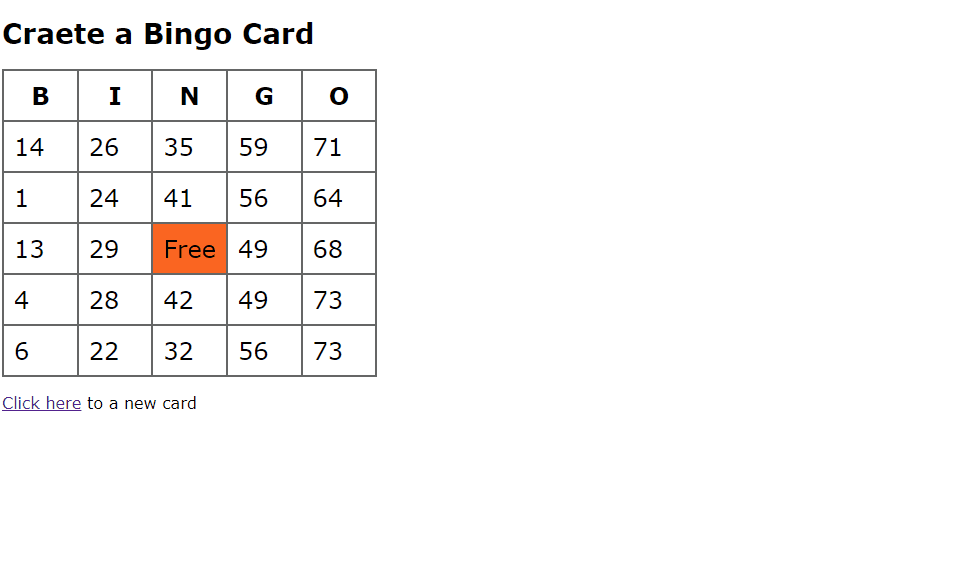 Craete a Bingo Card
B I N G O
14 26 35 59 71
1 24 41 56 64
13 29 Free 49 68
4 28 42 49 73
6 22 32 56 73
Click here to a new card